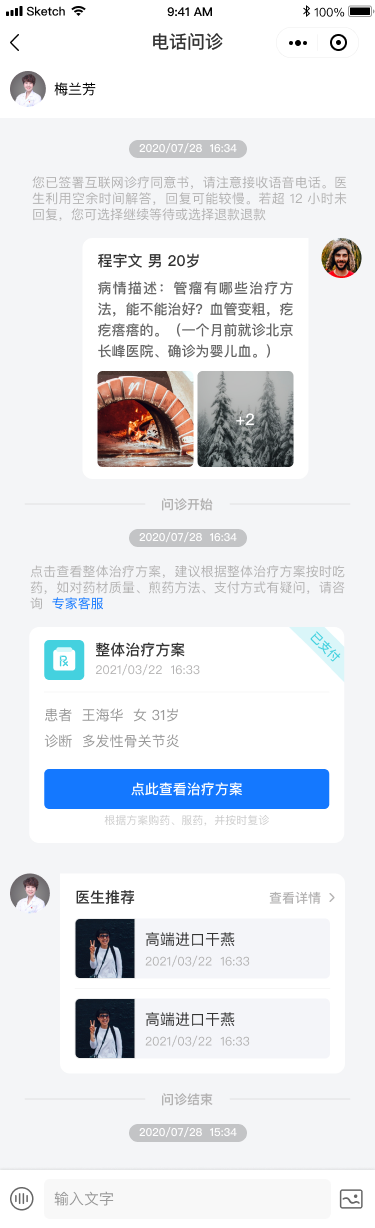 Sketch
9:41 AM
100%
电话问诊
梅兰芳
2020/07/28 16:34
您已签署互联网诊疗同意书，请注意接收语音电话。医
生利用空余时间解答，回复可能较慢。若超 12 小时未
回复，您可选择继续等待或选择退款退款
程宇文 男 20岁
病情描述：管瘤有哪些治疗方
法，能不能治好？血管变粗，疙
疙瘩瘩的。（一个月前就诊北京
长峰医院、确诊为婴儿血。）
+2
问诊开始
2020/07/28 16:34
点击查看整体治疗方案，建议根据整体治疗方案按时吃
药，如对药材质量、煎药方法、支付方式有疑问，请咨
询 专家客服
已支付
整体治疗方案
2021/03/22 16:33
患者 王海华 女 31岁
诊断 多发性骨关节炎
点此查看治疗方案
根据方案购药、服药，并按时复诊
医生推荐 查看详情
高端进口干燕
2021/03/22 16:33
高端进口干燕
2021/03/22 16:33
问诊结束
2020/07/28 15:34
输入文字